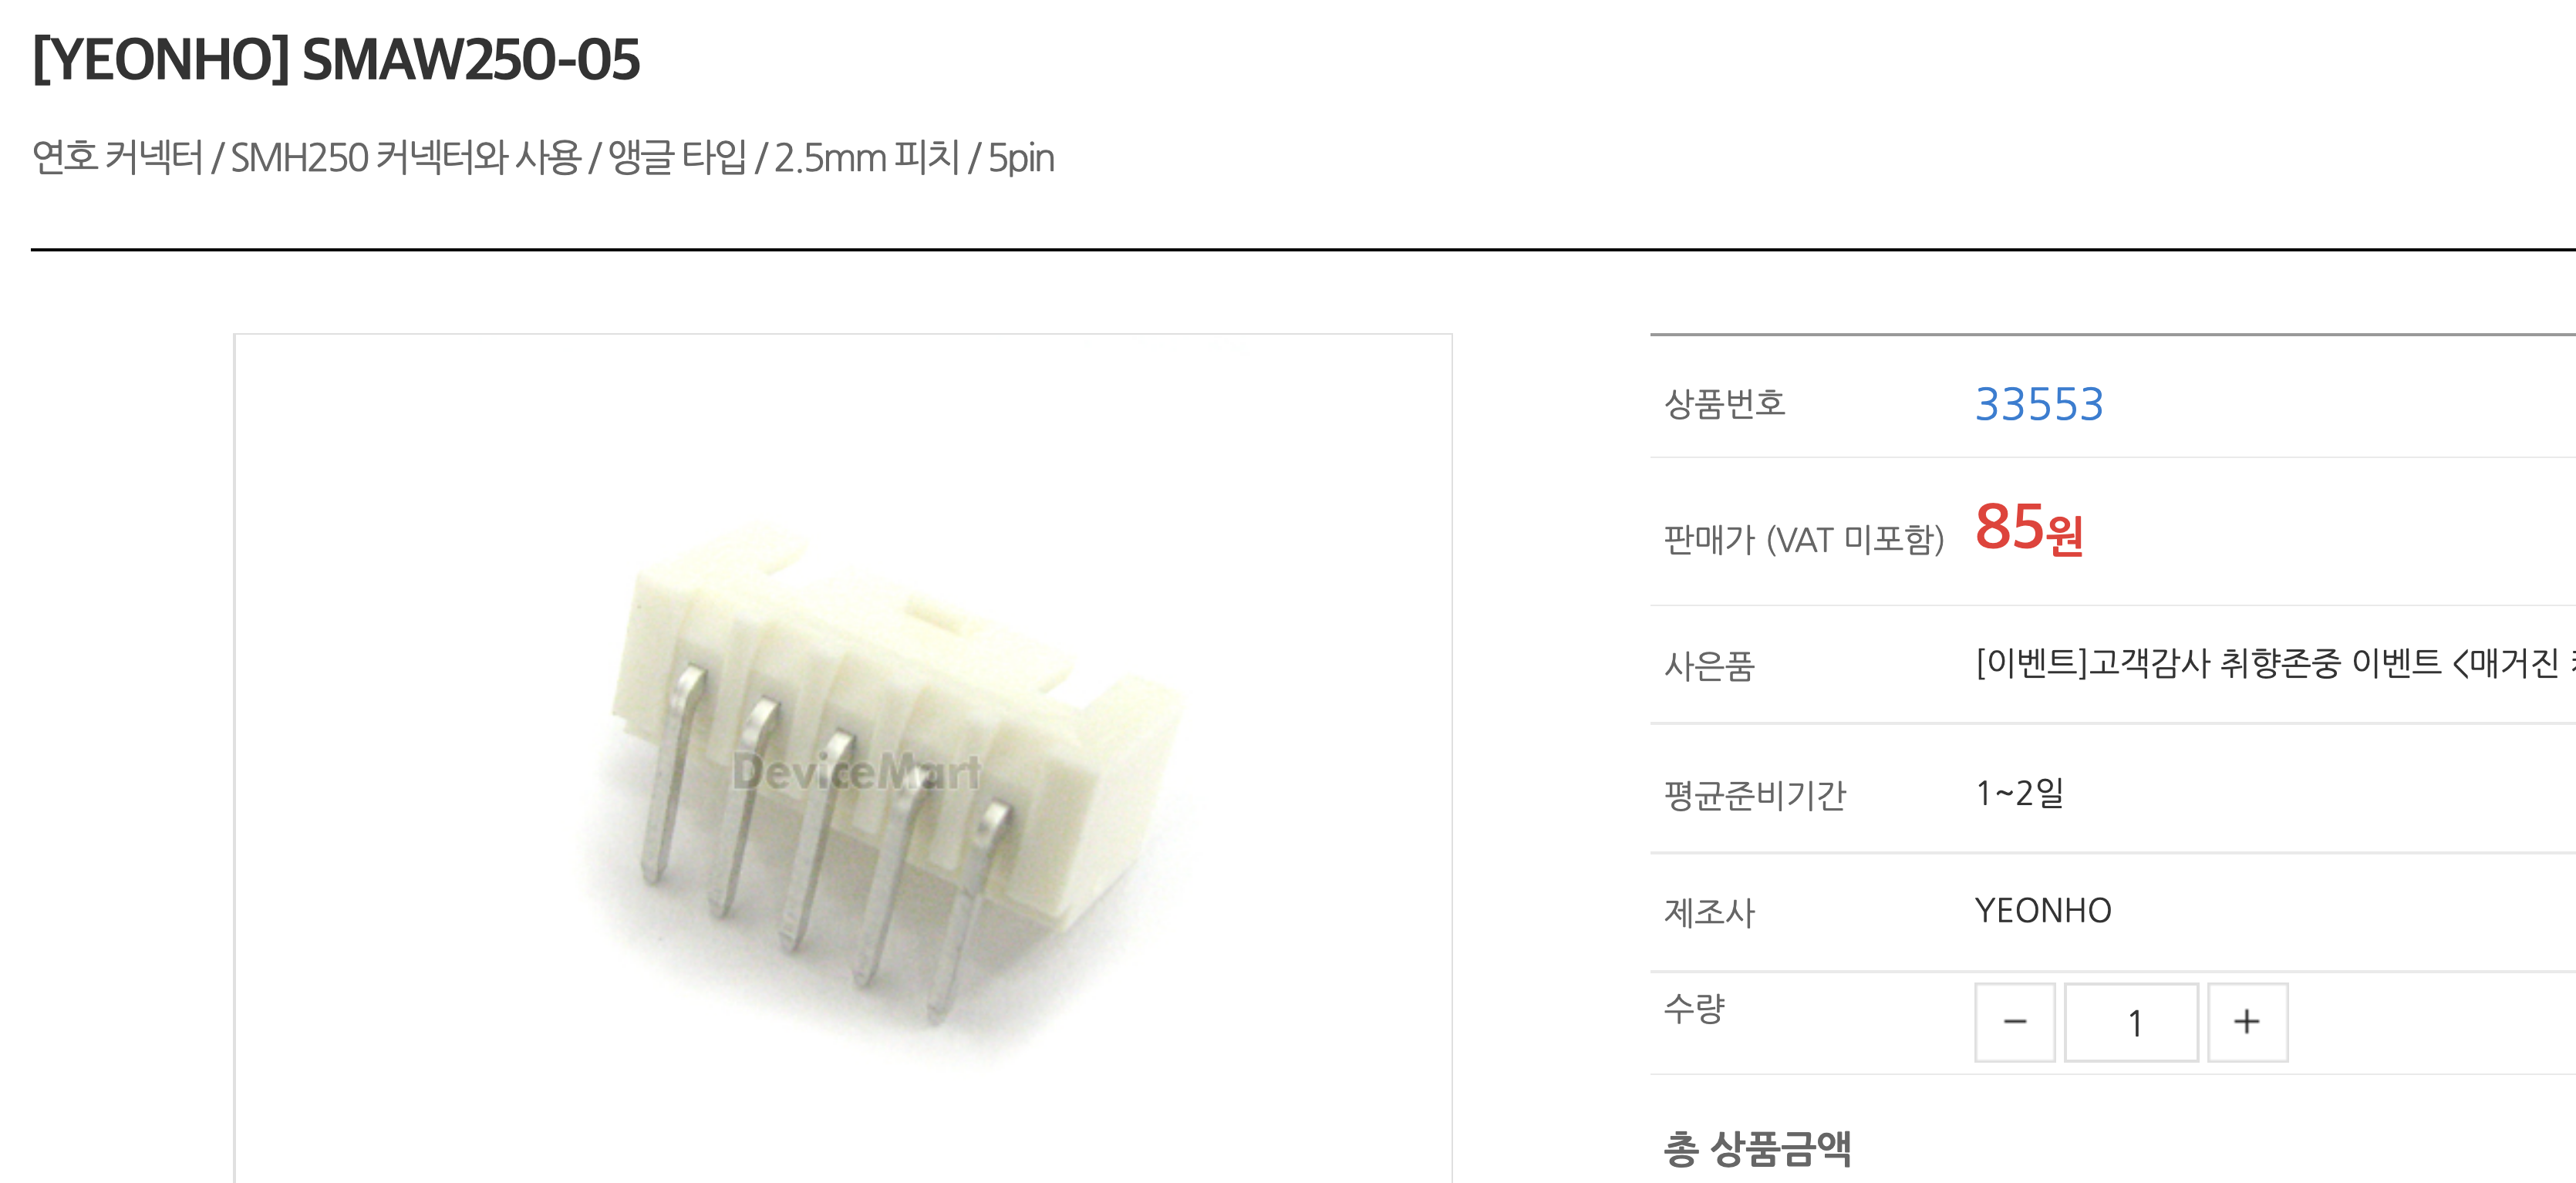 [YEONHO] SMAW250-05
연호 커넥터 / SMH250 커넥터와 사용 / 앵글 타입 / 2.5mm 피치 / 5pin
DeviceMart
상품번호 33553
판매가 (VAT 미포함) 85원
사은품 [이벤트]고객감사 취향존중 이벤트 <매거진
평균준비기간 1~2일
제조사 YEONHO
수량 − 1 +
총 상품금액